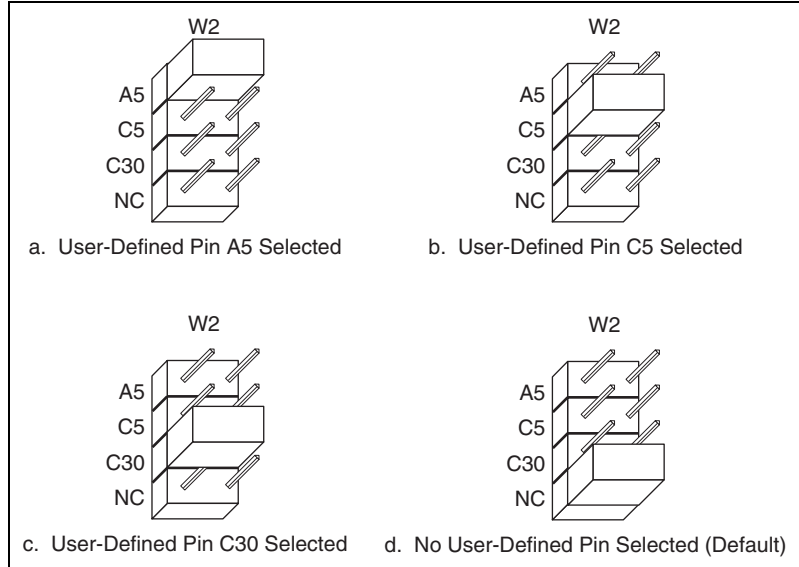 W2
A5
C5
C30
NC
a. User-Defined Pin A5 Selected
W2
A5
C5
C30
NC
b. User-Defined Pin C5 Selected
W2
A5
C5
C30
NC
c. User-Defined Pin C30 Selected
W2
A5
C5
C30
NC
d. No User-Defined Pin Selected (Default)